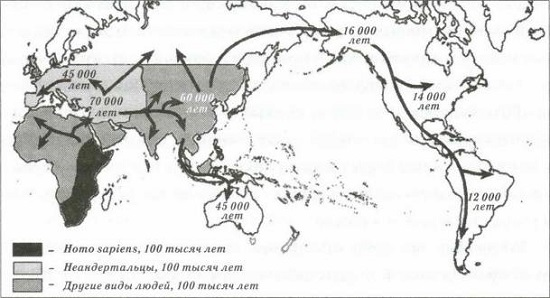 16 000
лет
45 000
лет
60 000
лет
70 000
лет
14 000
лет
12 000
лет
45 000
лет
Homo sapiens, 100 тысяч лет
Неандертальцы, 100 тысяч лет
Другие виды людей, 100 тысяч лет